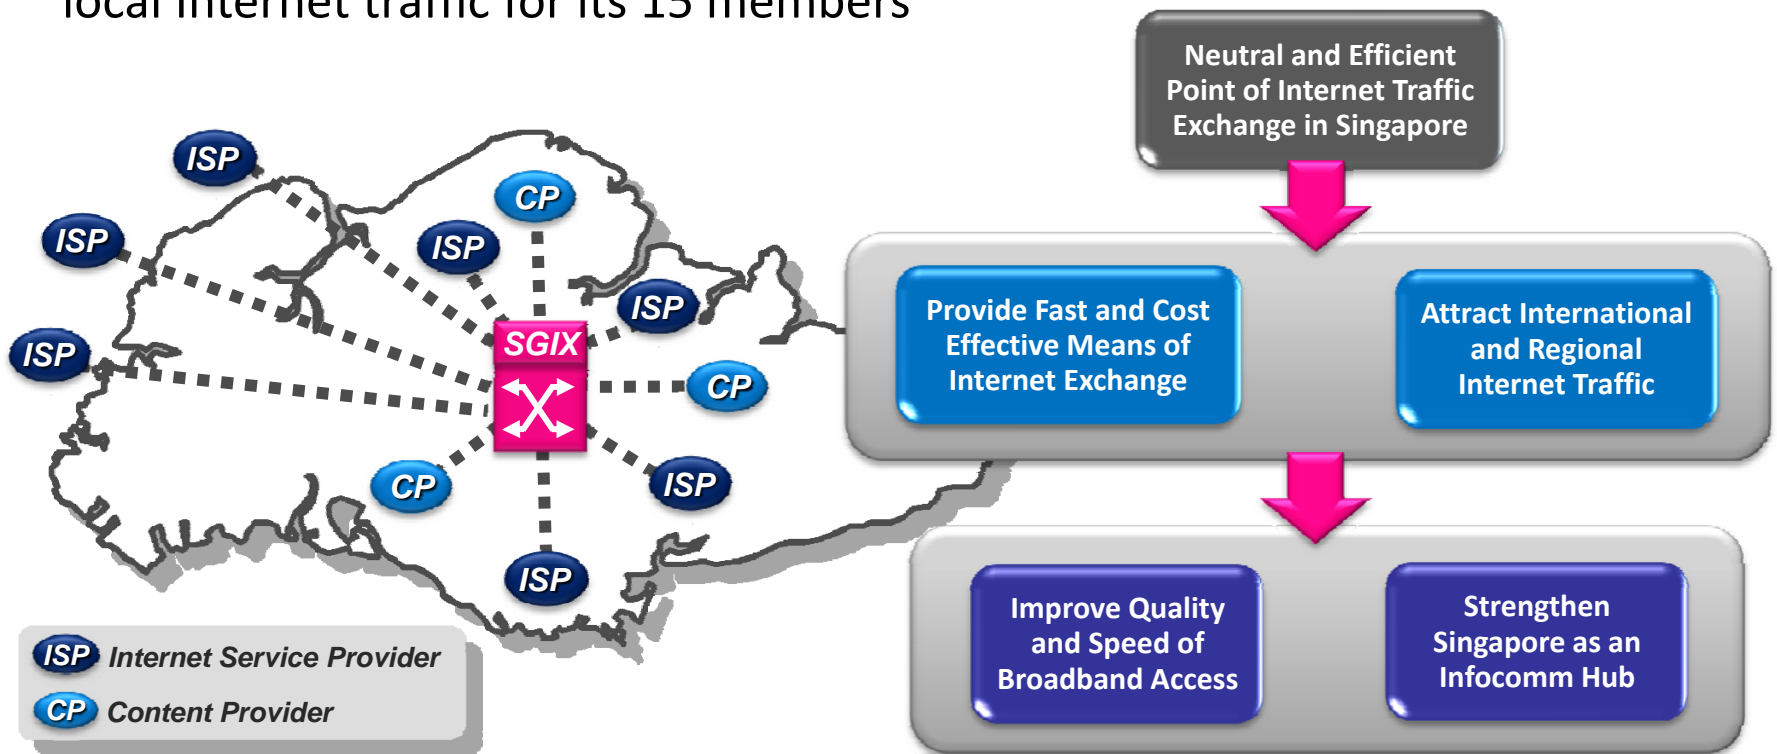 local internet traffic for its 15 members
Neutral and Efficient
Point of Internet Traffic
Exchange in Singapore
ISP
CP
ISP
ISP
ISP
Provide Fast and Cost
Effective Means of
Internet Exchange
Attract International
and Regional
Internet Traffic
SGIX
ISP
CP
CP
ISP
ISP
Improve Quality
and Speed of
Broadband Access
Strengthen
Singapore as an
Infocomm Hub
ISP Internet Service Provider
CP Content Provider